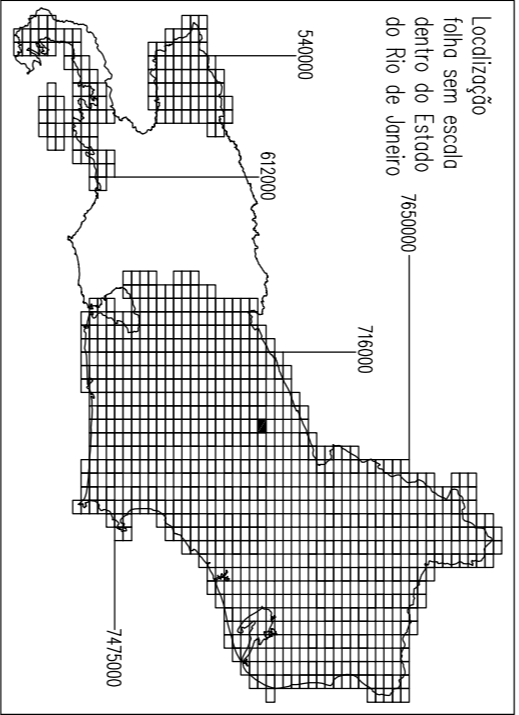 Localização
folha sem escala
dentro do Estado
do Rio de Janeiro
7650000
540000
612000
716000
7475000